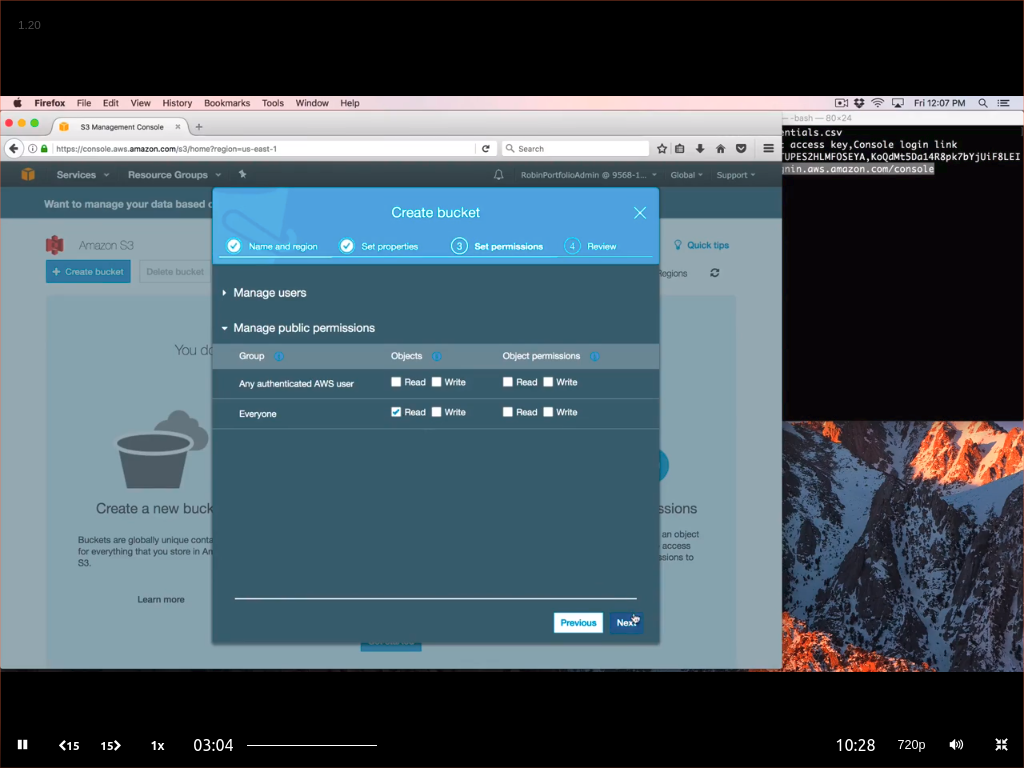 1.20
Firefox File Edit View History Bookmarks Tools Window Help
Fri 12:07 PM
S3 Management Console
— -bash — 80×24
https://console.aws.amazon.com/s3/home?region=us-east-1
Search
entials.csv
access key,Console login link
Services
Resource Groups
RobinPortfolioAdmin @ 9568-1...
Global
Support
.aws.amazon.com/console
Want to manage your data based
Create bucket
Amazon S3
Quick tips
Name and region
Set properties
3 Set permissions
4 Review
+ Create bucket
Delete bucket
Regions
Manage users
Manage public permissions
You do
Group
Objects
Object permissions
Any authenticated AWS user
Read Write
Read Write
Everyone
Read Write
Read Write
Create a new buck
ssions
Buckets are globally unique conta
for everything that you store in Am
S3.
an object
access
sions to
Learn more
Previous
Next
15
15
1x
03:04
10:28
720p